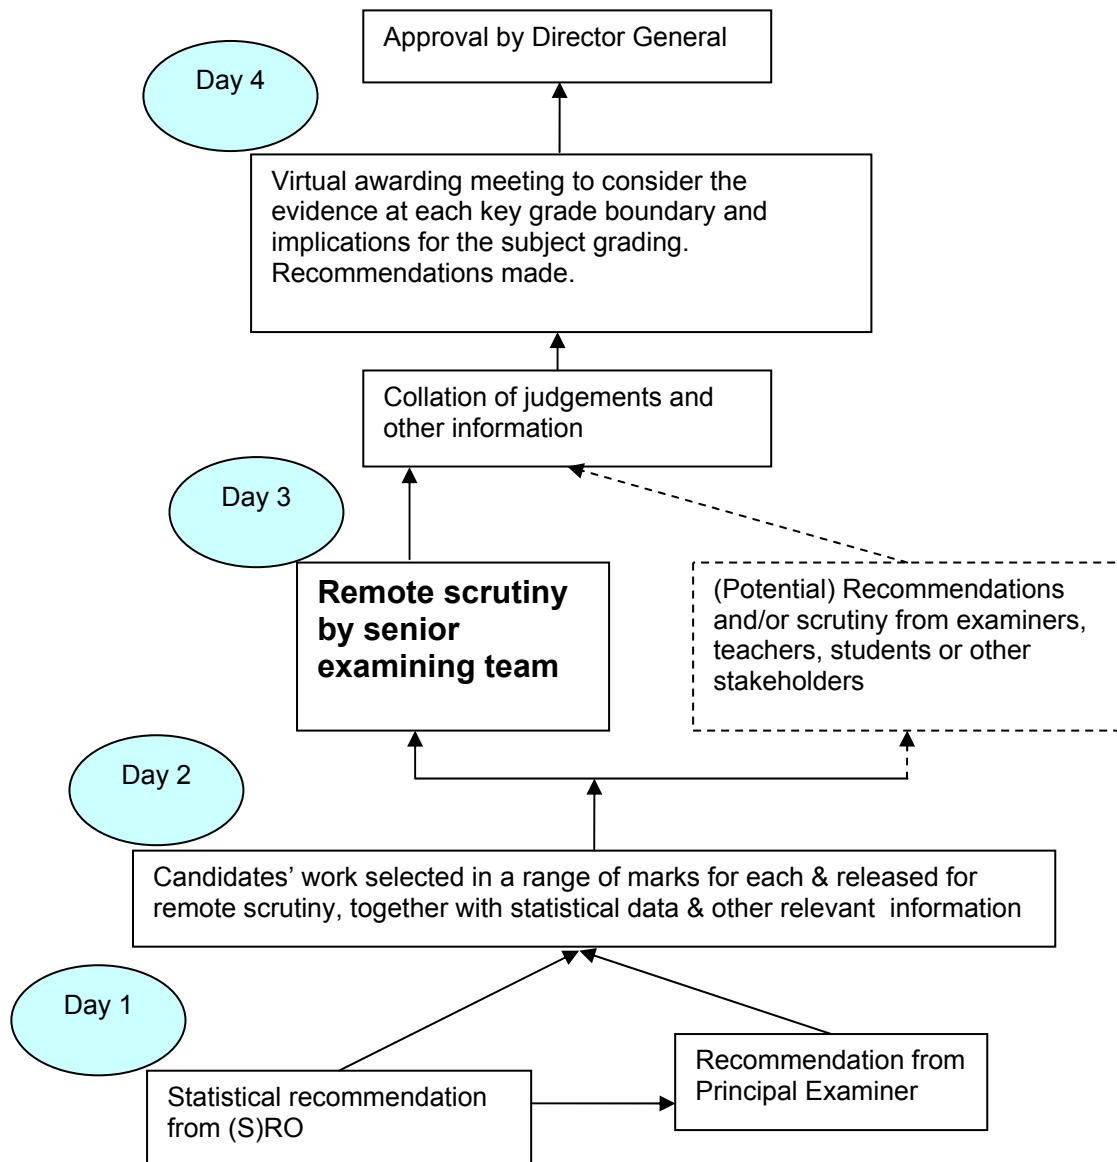 Approval by Director General
Day 4
Virtual awarding meeting to consider the
evidence at each key grade boundary and
implications for the subject grading.
Recommendations made.
Collation of judgements and
other information
Day 3
Remote scrutiny
by senior
examining team
(Potential) Recommendations
and/or scrutiny from examiners,
teachers, students or other
stakeholders
Day 2
Candidates’ work selected in a range of marks for each & released for
remote scrutiny, together with statistical data & other relevant information
Day 1
Statistical recommendation
from (S)RO
Recommendation from
Principal Examiner